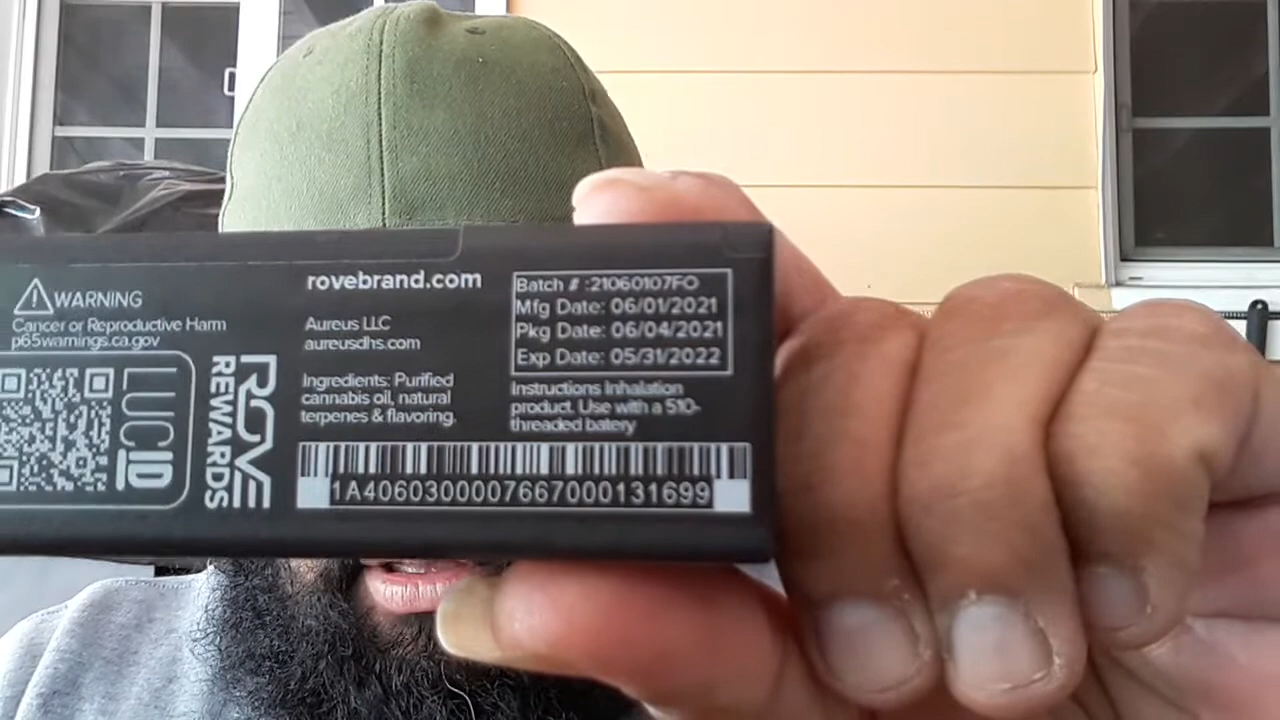 WARNING
Cancer or Reproductive Harm
p65warnings.ca.gov
LUCID
ROVE
REWARDS
rovebrand.com
Aureus LLC
aureusdhs.com
Ingredients: Purified
cannabis oil, natural
terpenes & flavoring.
Batch # :21060107FO
Mfg Date: 06/01/2021
Pkg Date: 06/04/2021
Exp Date: 05/31/2022
Instructions Inhalation
product. Use with a 510-
threaded batery
1A4060300007667000131699